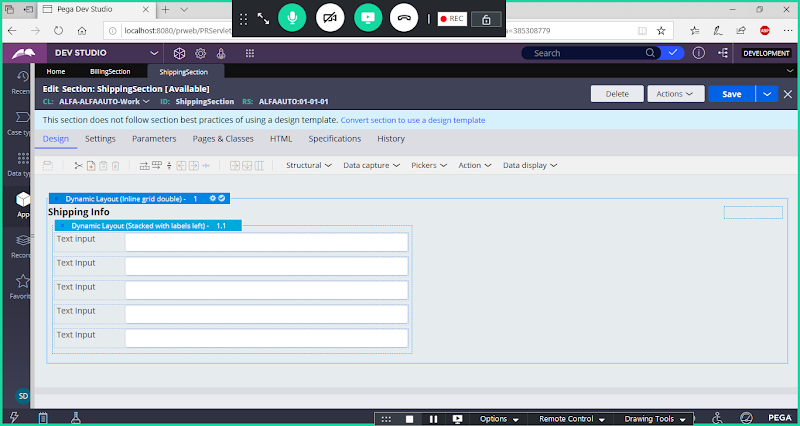 Pega Dev Studio
localhost:8080/prweb/PRServlet
=385308779
REC
DEV STUDIO
Search
DEVELOPMENT
Home
BillingSection
ShippingSection
Edit Section: ShippingSection [Available]
CL: ALFA-ALFAAUTO-Work ID: ShippingSection RS: ALFAAUTO:01-01-01
Delete
Actions
Save
This section does not follow section best practices of using a design template. Convert section to use a design template
Design Settings Parameters Pages & Classes HTML Specifications History
Structural Data capture Pickers Action Data display
Recen
Case typ
Data typ
App
Recor
Favorit
SD
Dynamic Layout (Inline grid double) - 1
Shipping Info
Dynamic Layout (Stacked with labels left) - 1.1
Text input
Text Input
Text Input
Text Input
Text Input
Options Remote Control Drawing Tools
PEGA